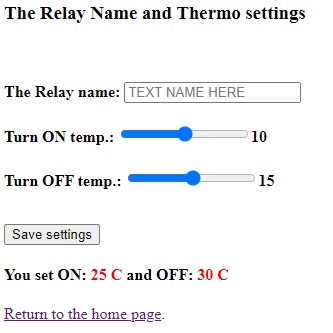 The Relay Name and Thermo settings
The Relay name: TEXT NAME HERE
Turn ON temp.: 10
Turn OFF temp.: 15
Save settings
You set ON: 25 C and OFF: 30 C
Return to the home page.